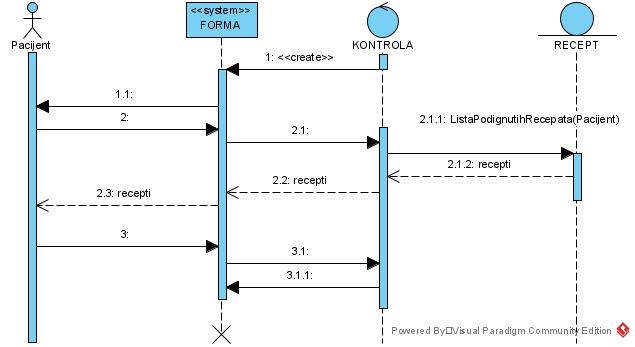 <<system>>
FORMA
Pacijent
KONTROLA
RECEPT
1: <<create>>
1.1:
2:
2.1:
2.1.1: ListaPodignutihRecepata(Pacijent)
2.1.2: recepti
2.2: recepti
2.3: recepti
3:
3.1:
3.1.1:
Powered By Visual Paradigm Community Edition